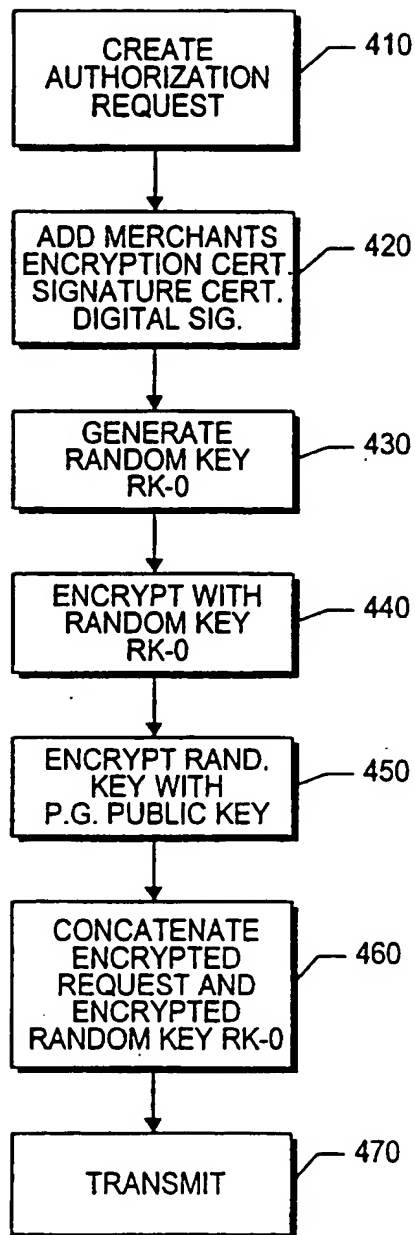 CREATE
AUTHORIZATION
REQUEST
410
ADD MERCHANTS
ENCRYPTION CERT.
SIGNATURE CERT.
DIGITAL SIG.
420
GENERATE
RANDOM KEY
RK-0
430
ENCRYPT WITH
RANDOM KEY
RK-0
440
ENCRYPT RAND.
KEY WITH
P.G. PUBLIC KEY
450
CONCATENATE
ENCRYPTED
REQUEST AND
ENCRYPTED
RANDOM KEY RK-0
460
TRANSMIT
470